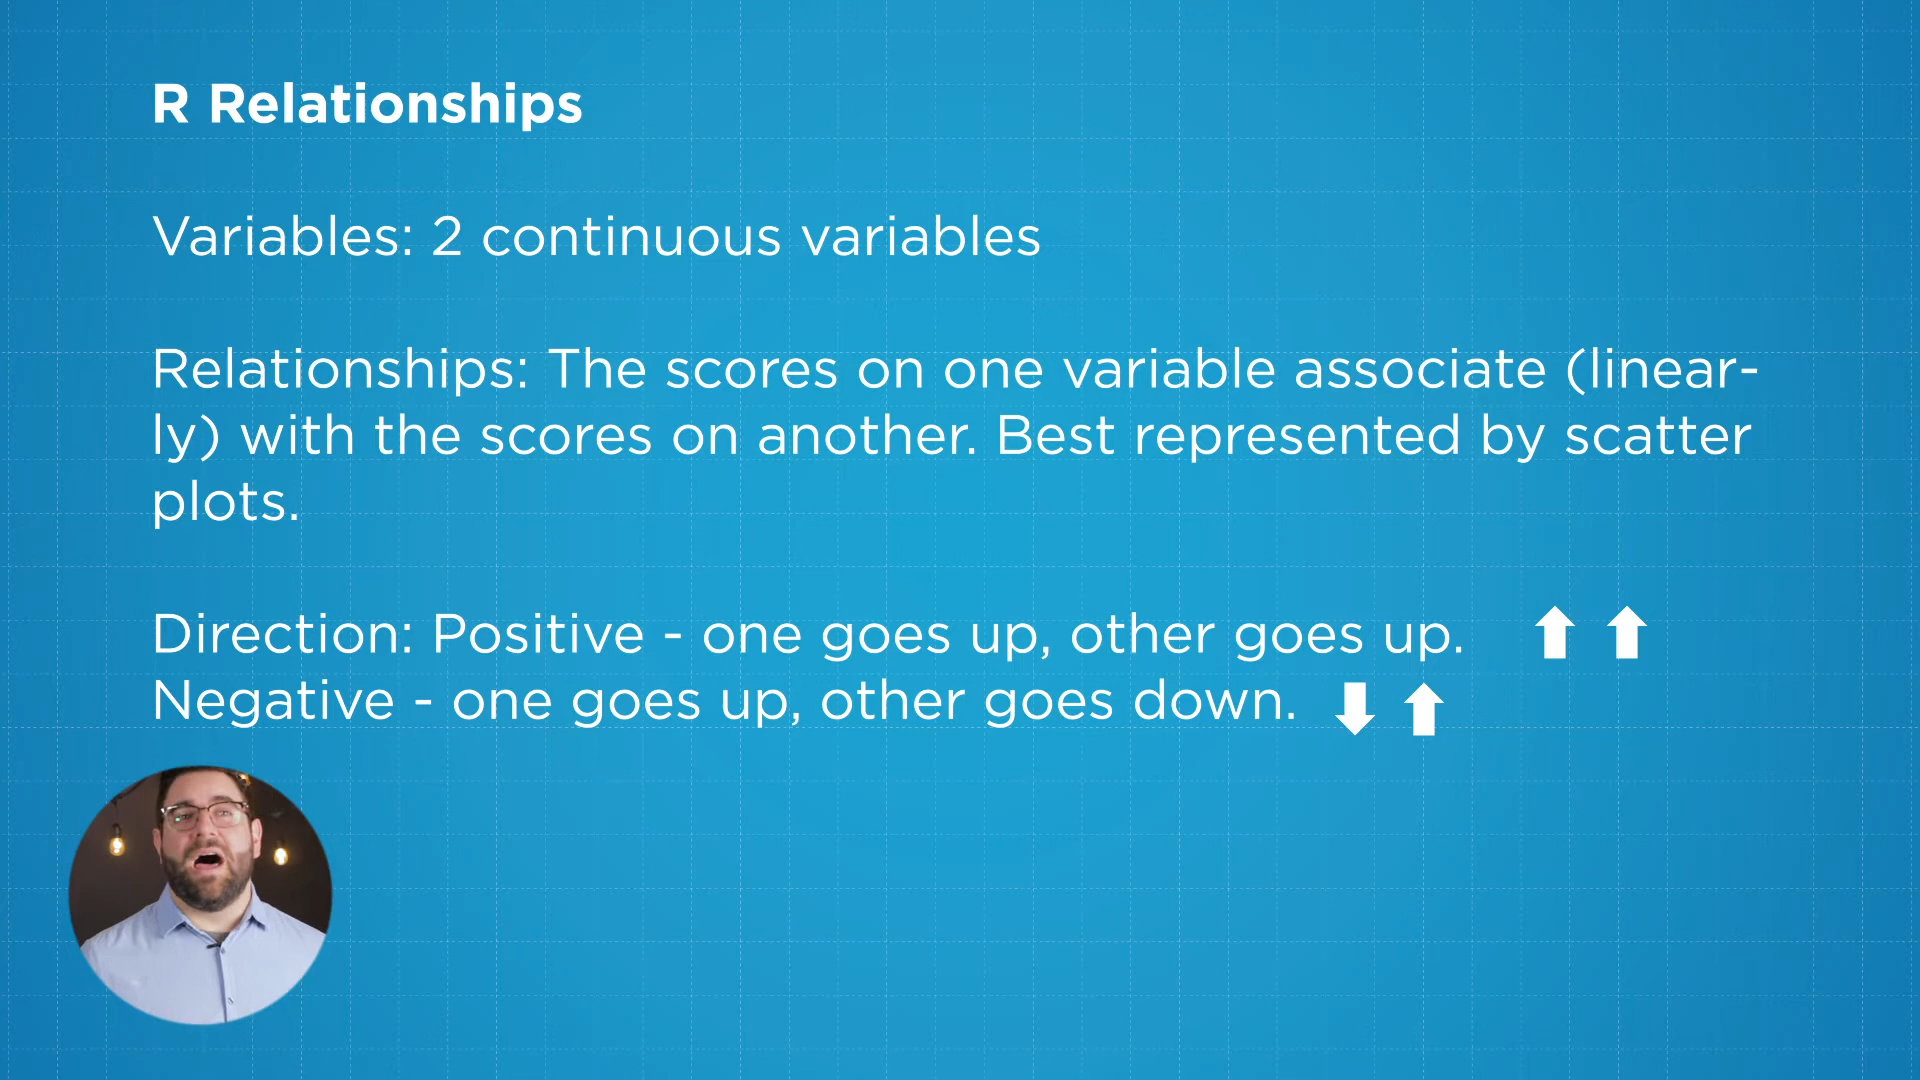 R Relationships
Variables: 2 continuous variables
Relationships: The scores on one variable associate (linear-
ly) with the scores on another. Best represented by scatter
plots.
Direction: Positive - one goes up, other goes up.
Negative - one goes up, other goes down.